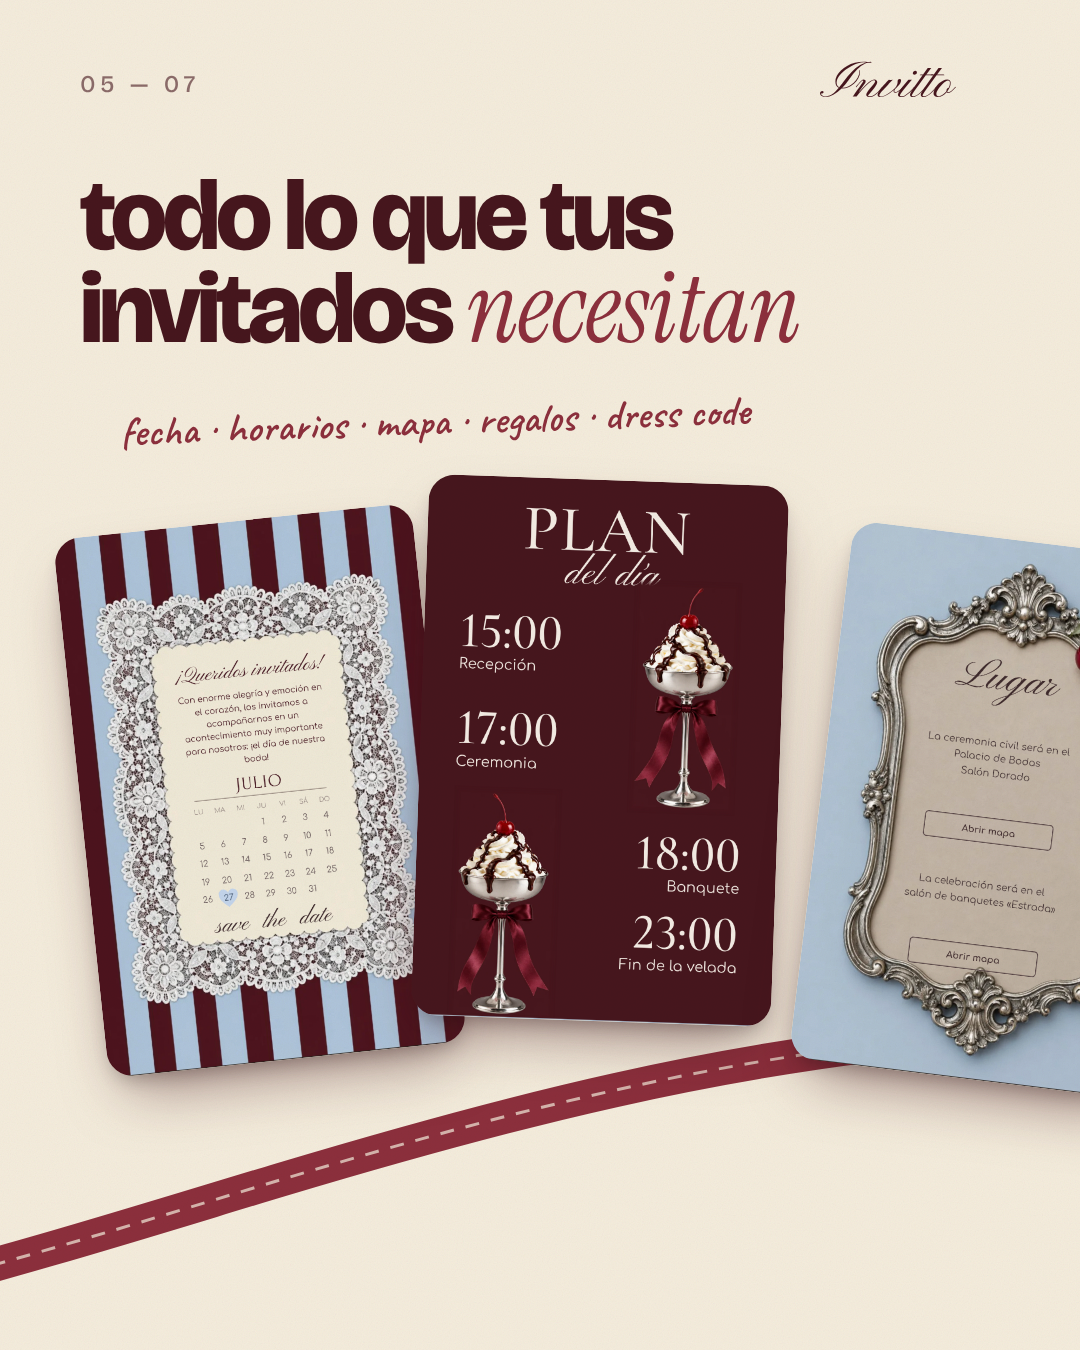 05 — 07
Invitto
todo lo que tus
invitados necesitan
fecha · horarios · mapa · regalos · dress code
¡Queridos invitados!
Con enorme alegría y emoción en
el corazón, los invitamos a
acompañarnos en un
acontecimiento muy importante
para nosotros: ¡el día de nuestra
boda!
JULIO
LU MA MI JU VI SÁ DO
1 2 3 4
5 6 7 8 9 10 11
12 13 14 15 16 17 18
19 20 21 22 23 24 25
26 27 28 29 30 31
save the date
PLAN
del día
15:00
Recepción
17:00
Ceremonia
18:00
Banquete
23:00
Fin de la velada
Lugar
La ceremonia civil será en el
Palacio de Bodas
Salón Dorado
Abrir mapa
La celebración será en el
salón de banquetes «Estrada»
Abrir mapa